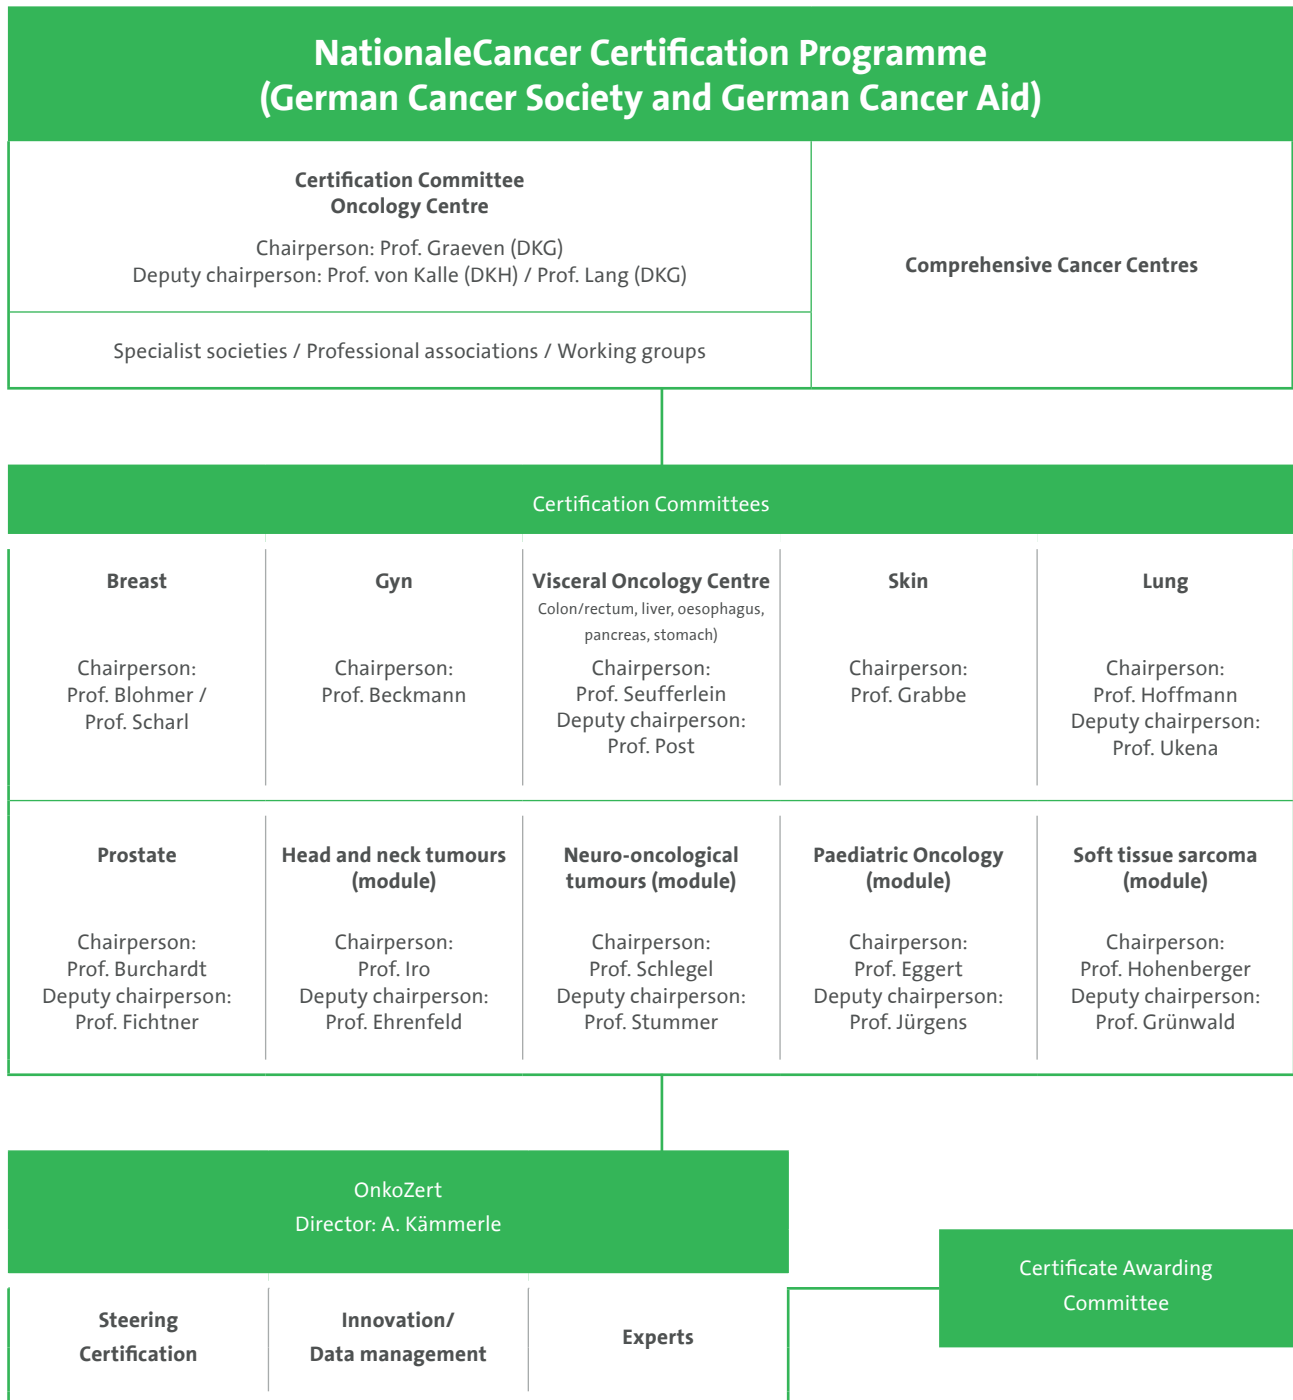 NationaleCancer Certification Programme
(German Cancer Society and German Cancer Aid)
Certification Committee
Oncology Centre
Chairperson: Prof. Graeven (DKG)
Deputy chairperson: Prof. von Kalle (DKH) / Prof. Lang (DKG)
Specialist societies / Professional associations / Working groups
Comprehensive Cancer Centres
Certification Committees
Breast
Chairperson:
Prof. Blohmer /
Prof. Scharl
Gyn
Chairperson:
Prof. Beckmann
Visceral Oncology Centre
Colon/rectum, liver, oesophagus,
pancreas, stomach)
Chairperson:
Prof. Seufferlein
Deputy chairperson:
Prof. Post
Skin
Chairperson:
Prof. Grabbe
Lung
Chairperson:
Prof. Hoffmann
Deputy chairperson:
Prof. Ukena
Prostate
Chairperson:
Prof. Burchardt
Deputy chairperson:
Prof. Fichtner
Head and neck tumours
(module)
Chairperson:
Prof. Iro
Deputy chairperson:
Prof. Ehrenfeld
Neuro-oncological
tumours (module)
Chairperson:
Prof. Schlegel
Deputy chairperson:
Prof. Stummer
Paediatric Oncology
(module)
Chairperson:
Prof. Eggert
Deputy chairperson:
Prof. Jürgens
Soft tissue sarcoma
(module)
Chairperson:
Prof. Hohenberger
Deputy chairperson:
Prof. Grünwald
OnkoZert
Director: A. Kämmerle
Steering
Certification
Innovation/
Data management
Experts
Certificate Awarding
Committee